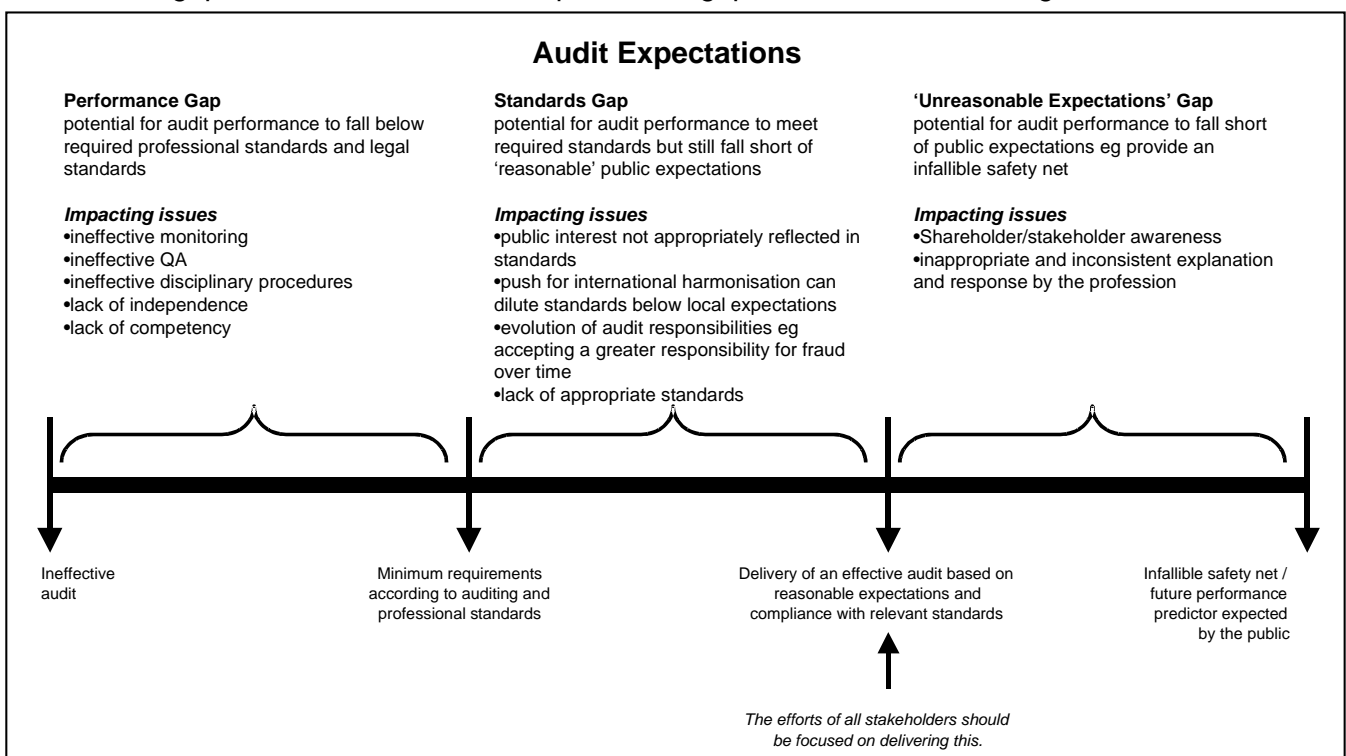 Audit Expectations
Performance Gap
potential for audit performance to fall below
required professional standards and legal
standards
Impacting issues
•ineffective monitoring
•ineffective QA
•ineffective disciplinary procedures
•lack of independence
•lack of competency
Standards Gap
potential for audit performance to meet
required standards but still fall short of
‘reasonable’ public expectations
Impacting issues
•public interest not appropriately reflected in
standards
•push for international harmonisation can
dilute standards below local expectations
•evolution of audit responsibilities eg
accepting a greater responsibility for fraud
over time
•lack of appropriate standards
‘Unreasonable Expectations’ Gap
potential for audit performance to fall short
of public expectations eg provide an
infallible safety net
Impacting issues
•Shareholder/stakeholder awareness
•inappropriate and inconsistent explanation
and response by the profession
Ineffective
audit
Minimum requirements
according to auditing and
professional standards
Delivery of an effective audit based on
reasonable expectations and
compliance with relevant standards
Infallible safety net /
future performance
predictor expected
by the public
The efforts of all stakeholders should
be focused on delivering this.